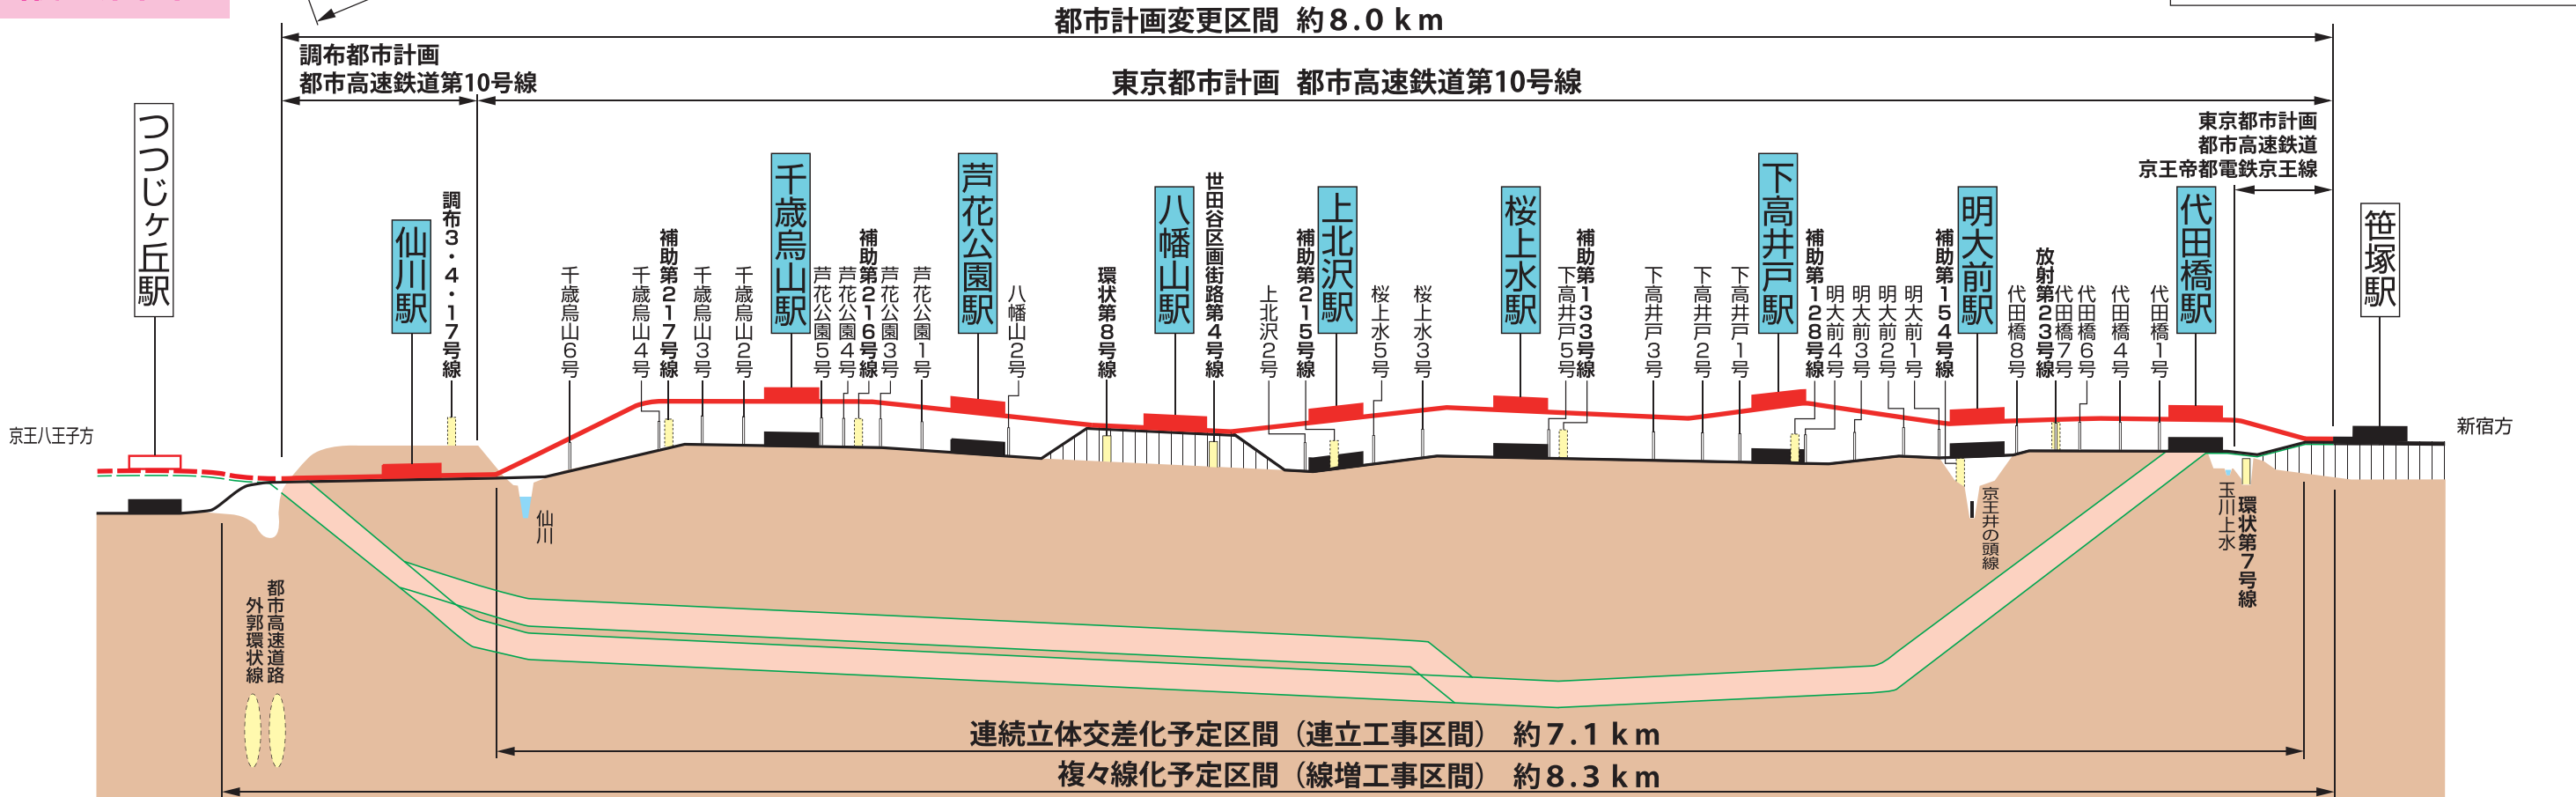 都市計画変更区間 約8.0km
調布都市計画
都市高速鉄道第10号線
東京都市計画 都市高速鉄道第10号線
東京都市計画
都市高速鉄道
京王帝都電鉄京王線
つつじヶ丘駅
仙川駅
調布3・4・17号線
千歳烏山6号
千歳烏山4号
補助第217号線
千歳烏山3号
千歳烏山2号
千歳烏山駅
芦花公園5号
芦花公園4号
補助第216号線
芦花公園3号
芦花公園1号
芦花公園駅
八幡山2号
環状第8号線
八幡山駅
世田谷区画街路第4号線
上北沢2号
補助第215号線
上北沢駅
桜上水5号
桜上水3号
桜上水駅
下高井戸5号
補助第133号線
下高井戸3号
下高井戸2号
下高井戸1号
下高井戸駅
補助第128号線
明大前4号
明大前3号
明大前2号
明大前1号
補助第154号線
明大前駅
代田橋8号
放射第23号線
代田橋7号
代田橋6号
代田橋4号
代田橋1号
代田橋駅
笹塚駅
京王八王子方
新宿方
仙川
京王井の頭線
玉川上水
環状第7号線
都市高速道路
外郭環状線
連続立体交差化予定区間（連立工事区間） 約7.1km
複々線化予定区間（線増工事区間） 約8.3km